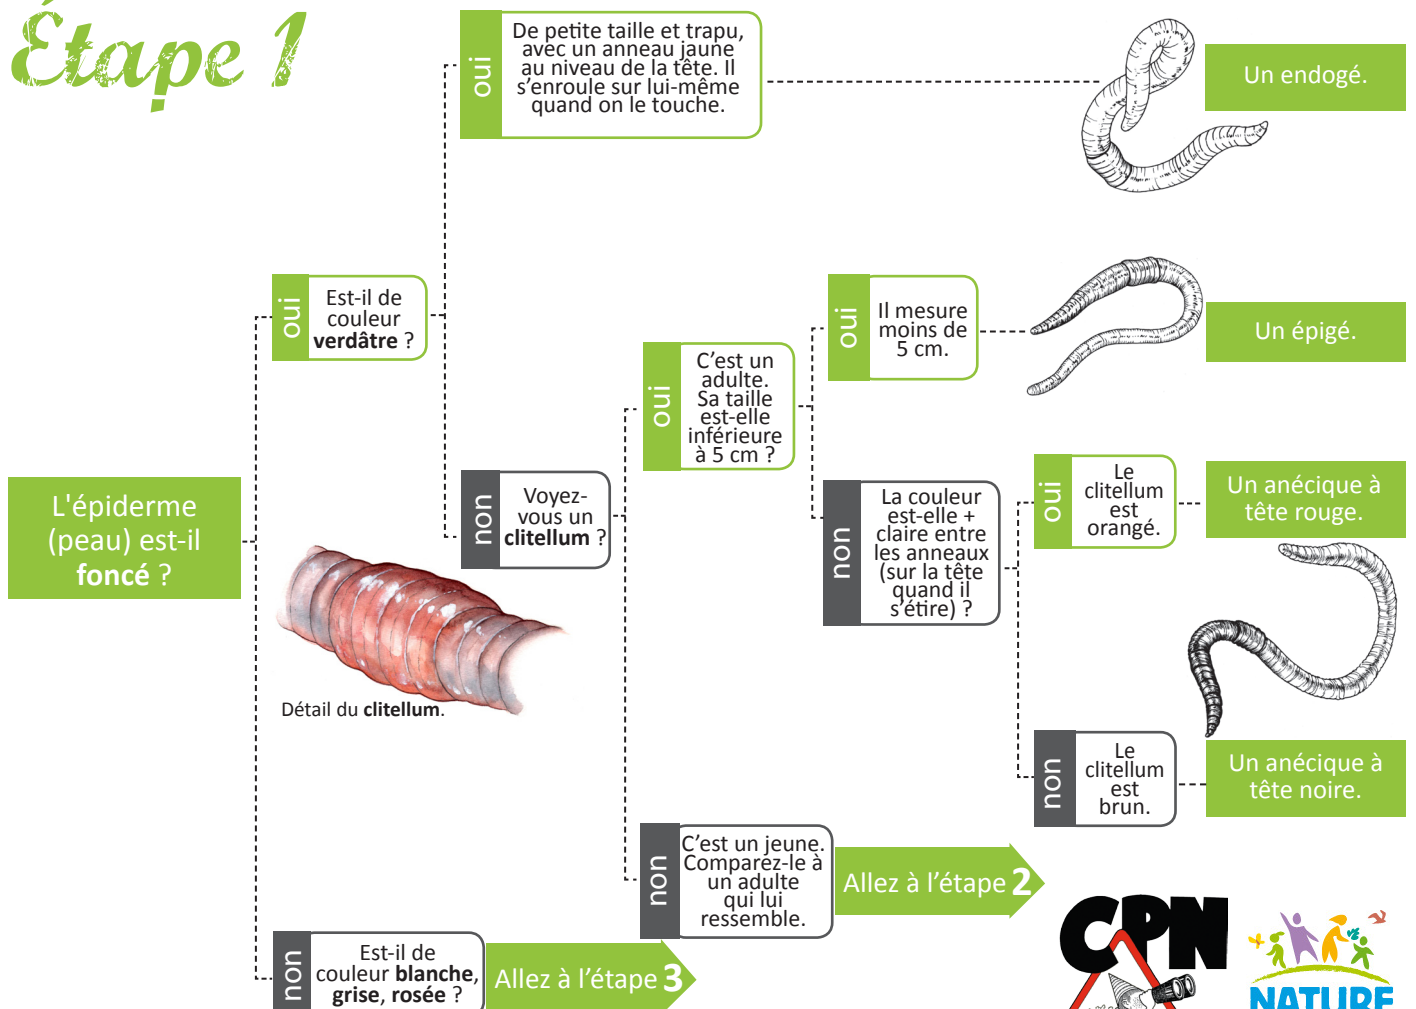 Étape 1
oui
De petite taille et trapu,
avec un anneau jaune
au niveau de la tête. Il
s'enroule sur lui-même
quand on le touche.
Un endogé.
oui
Est-il de
couleur
verdâtre ?
oui
C'est un
adulte.
Sa taille
est-elle
inférieure
à 5 cm ?
oui
Il mesure
moins de
5 cm.
Un épigé.
L'épiderme
(peau) est-il
foncé ?
non
Voyez-
vous un
clitellum ?
non
La couleur
est-elle +
claire entre
les anneaux
(sur la tête
quand il
s'étire) ?
oui
Le
clitellum
est
orangé.
Un anécique à
tête rouge.
Détail du clitellum.
non
Le
clitellum
est
brun.
Un anécique à
tête noire.
non
C'est un jeune.
Comparez-le à
un adulte
qui lui
ressemble.
Allez à l'étape 2
non
Est-il de
couleur blanche,
grise, rosée ?
Allez à l'étape 3
CPN
NATURE